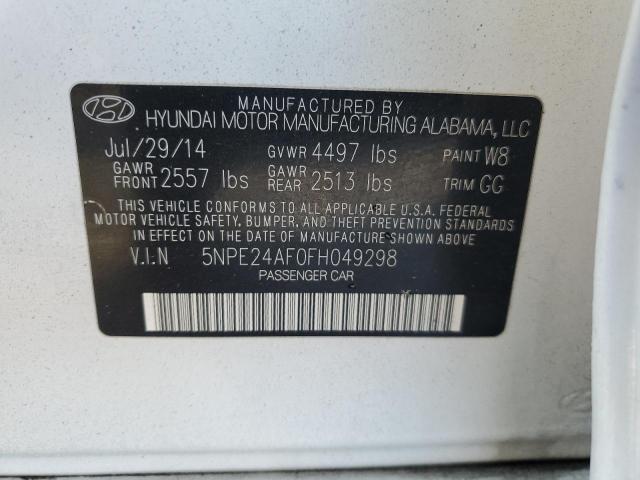 MANUFACTURED BY
HYUNDAI MOTOR MANUFACTURING ALABAMA, LLC
Jul/29/14 GVWR 4497 lbs PAINT W8
GAWR FRONT 2557 lbs GAWR REAR 2513 lbs TRIM GG
THIS VEHICLE CONFORMS TO ALL APPLICABLE U.S.A. FEDERAL
MOTOR VEHICLE SAFETY, BUMPER, AND THEFT PREVENTION STANDARDS
IN EFFECT ON THE DATE OF MANUFACTURE SHOWN ABOVE.
V.I.N 5NPE24AF0FH049298
PASSENGER CAR